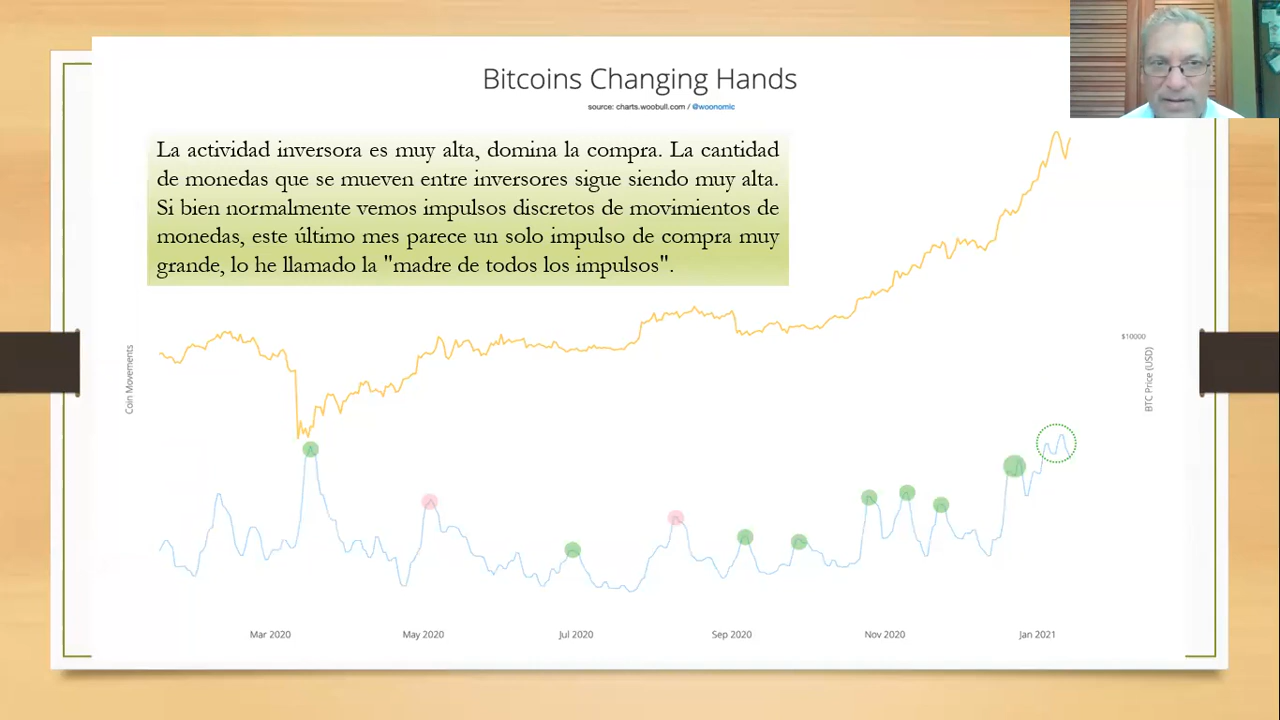 Bitcoins Changing Hands
source: charts.woobull.com / @woonomic
La actividad inversora es muy alta, domina la compra. La cantidad
de monedas que se mueven entre inversores sigue siendo muy alta.
Si bien normalmente vemos impulsos discretos de movimientos de
monedas, este último mes parece un solo impulso de compra muy
grande, lo he llamado la "madre de todos los impulsos".
Coin Movements
$10000
BTC Price (USD)
Mar 2020 May 2020 Jul 2020 Sep 2020 Nov 2020 Jan 2021